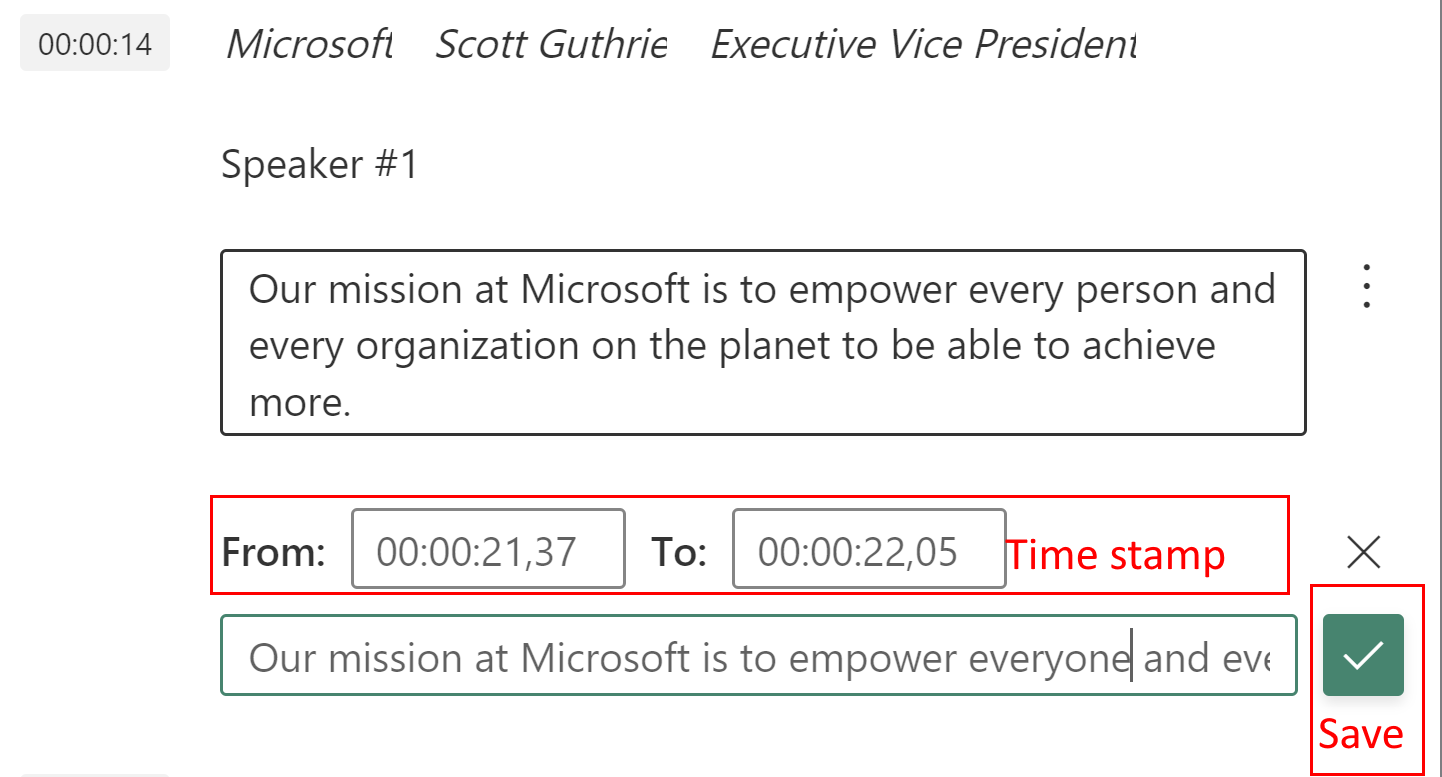 00:00:14 Microsoft Scott Guthrie Executive Vice President
Speaker #1
Our mission at Microsoft is to empower every person and
every organization on the planet to be able to achieve
more.
From: 00:00:21,37 To: 00:00:22,05 Time stamp
Our mission at Microsoft is to empower everyone and eve
Save